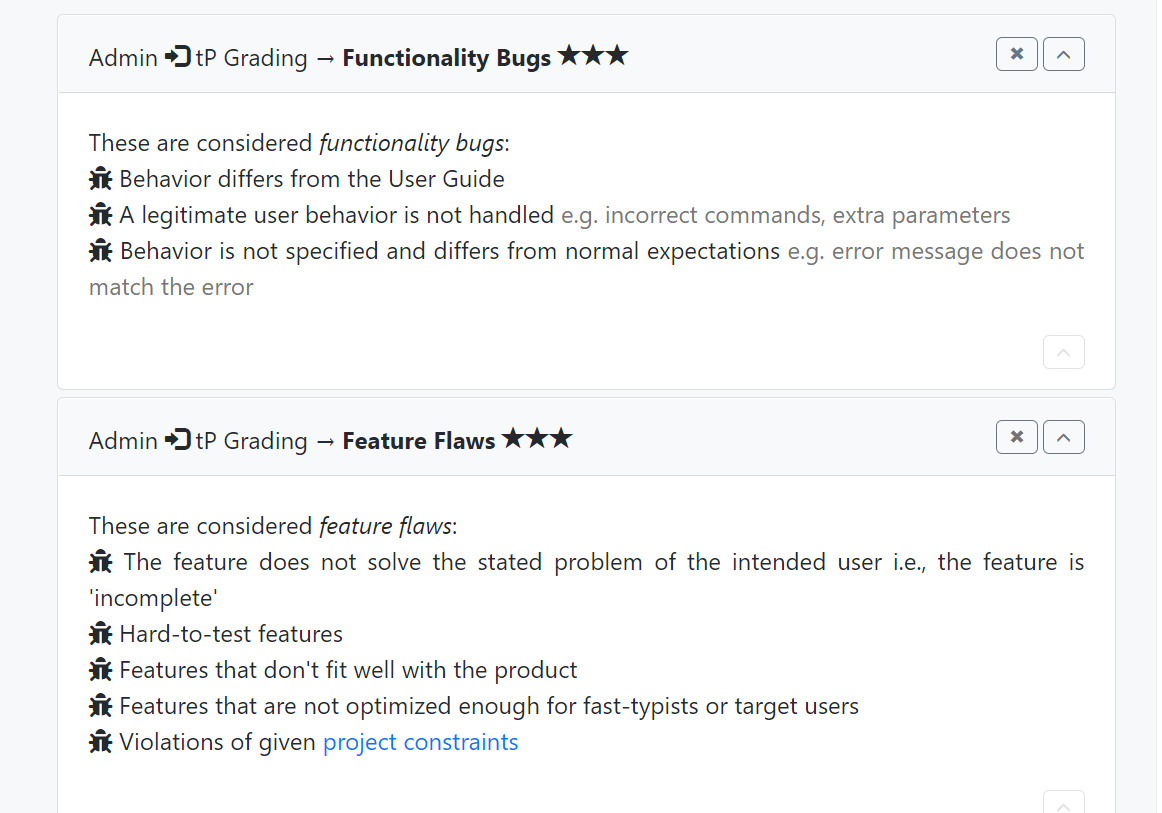 Admin tP Grading → Functionality Bugs ★★★
These are considered functionality bugs:
Behavior differs from the User Guide
A legitimate user behavior is not handled e.g. incorrect commands, extra parameters
Behavior is not specified and differs from normal expectations e.g. error message does not
match the error
Admin tP Grading → Feature Flaws ★★★
These are considered feature flaws:
The feature does not solve the stated problem of the intended user i.e., the feature is
'incomplete'
Hard-to-test features
Features that don't fit well with the product
Features that are not optimized enough for fast-typists or target users
Violations of given project constraints